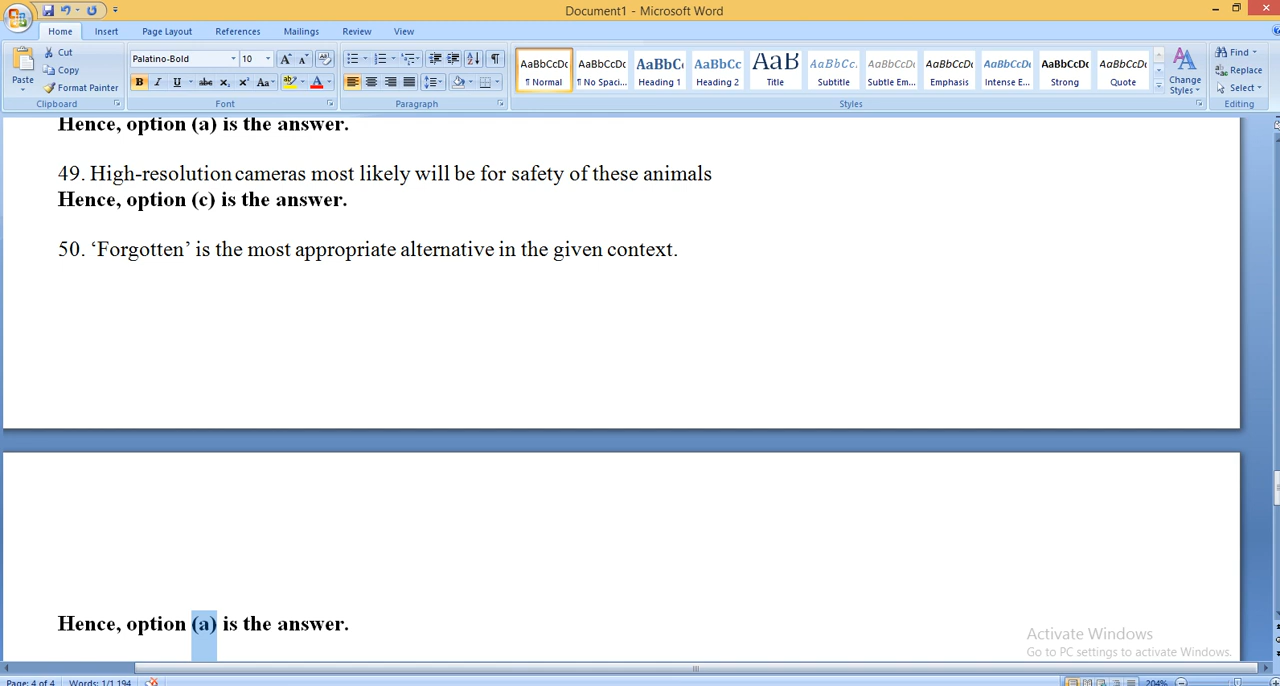 Document1 - Microsoft Word
Home Insert Page Layout References Mailings Review View
Paste
Cut
Copy
Format Painter
Clipboard
Palatino-Bold 10
Font
Paragraph
AaBbCcDc AaBbCcDc AaBbC AaBbCc AaB AaBbCc. AaBbCcDc AaBbCcDc AaBbCcDc AaBbCcDc AaBbCcDc
¶ Normal ¶ No Spaci... Heading 1 Heading 2 Title Subtitle Subtle Em... Emphasis Intense E... Strong Quote
Change Styles
Styles
Find
Replace
Select
Editing
Hence, option (a) is the answer.
49. High-resolution cameras most likely will be for safety of these animals
Hence, option (c) is the answer.
50. ‘Forgotten’ is the most appropriate alternative in the given context.
Hence, option (a) is the answer.
Activate Windows
Go to PC settings to activate Windows.
Page: 4 of 4 Words: 1/1,194 204%